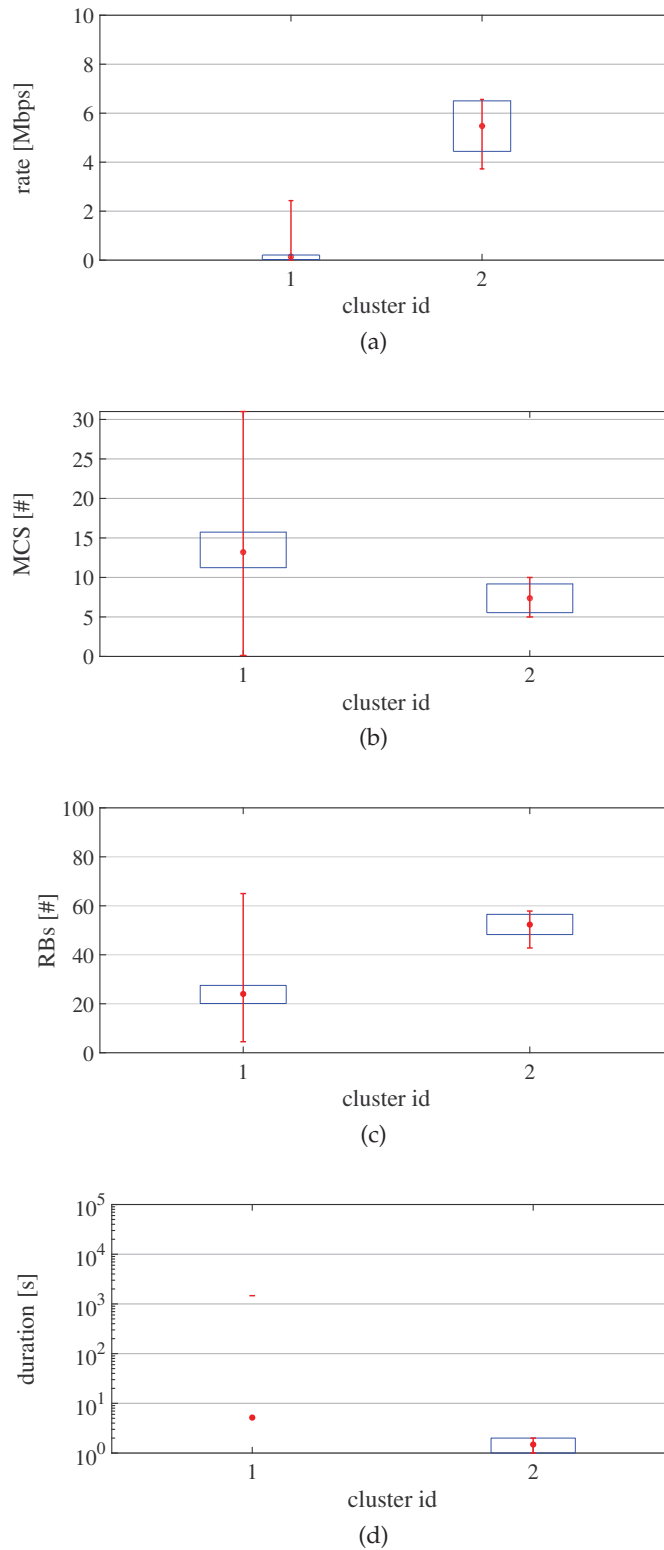 10
8
6
4
2
0
rate [Mbps]
1 2
cluster id
(a)
30
25
20
15
10
5
0
MCS [#]
1 2
cluster id
(b)
100
80
60
40
20
0
RBs [#]
1 2
cluster id
(c)
10^5
10^4
10^3
10^2
10^1
10^0
duration [s]
1 2
cluster id
(d)